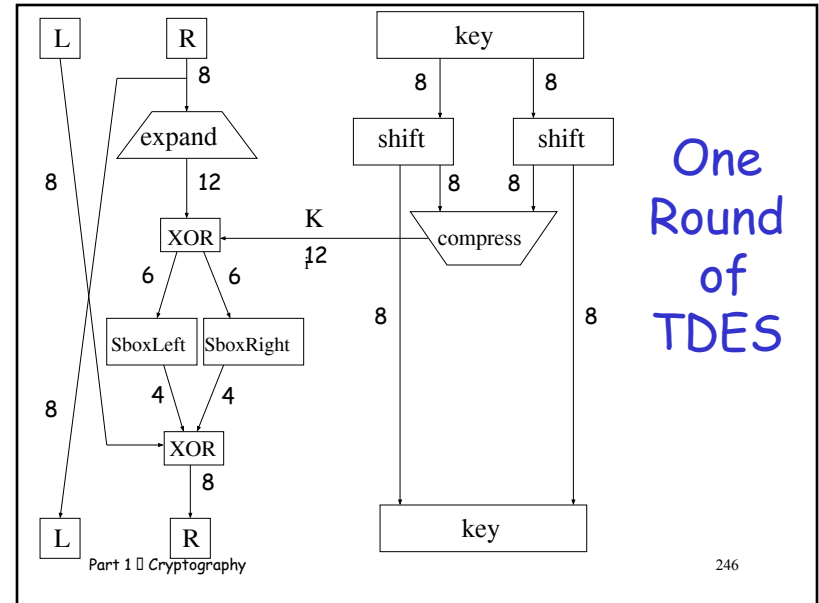 L R key
8 8 8
expand shift shift
8 12 8 8
K
XOR 12 compress
i
6 6
8 8
SboxLeft SboxRight
4 4
8
XOR
8
L R key
One
Round
of
TDES
Part 1 Cryptography 246